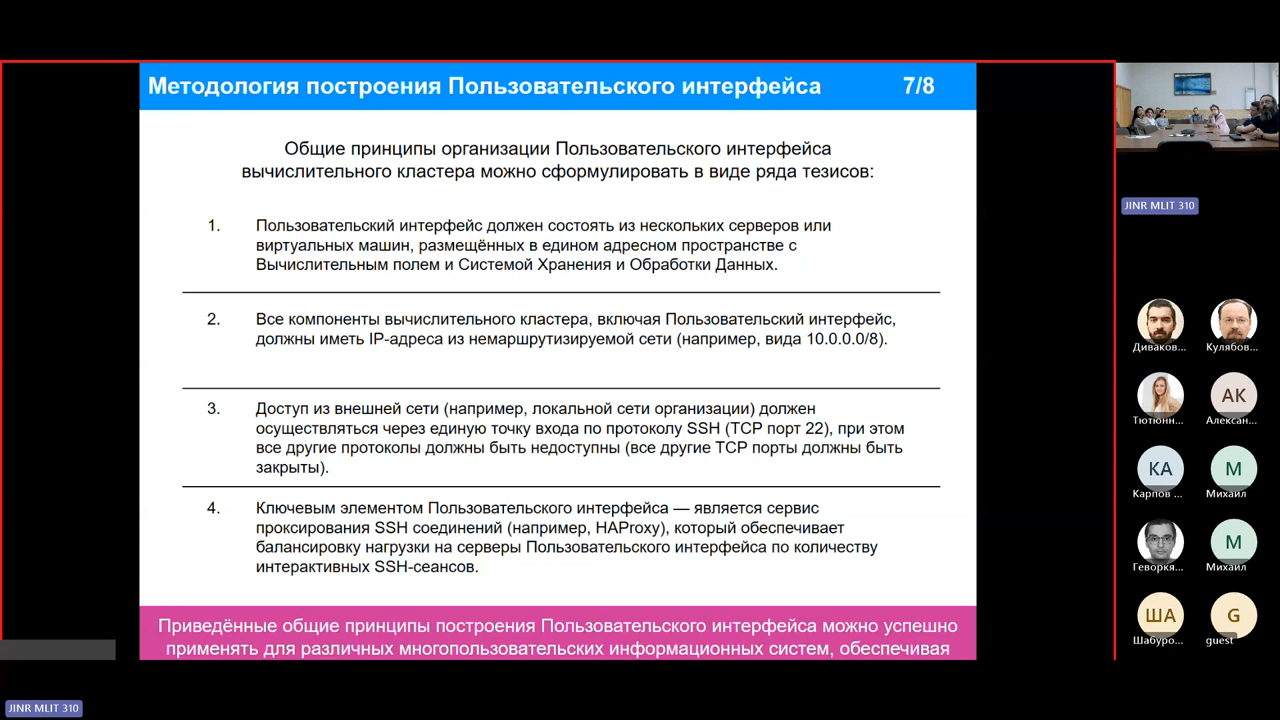 Методология построения Пользовательского интерфейса 7/8
Общие принципы организации Пользовательского интерфейса
вычислительного кластера можно сформулировать в виде ряда тезисов:
1. Пользовательский интерфейс должен состоять из нескольких серверов или
виртуальных машин, размещённых в едином адресном пространстве с
Вычислительным полем и Системой Хранения и Обработки Данных.
2. Все компоненты вычислительного кластера, включая Пользовательский интерфейс,
должны иметь IP-адреса из немаршрутизируемой сети (например, вида 10.0.0.0/8).
3. Доступ из внешней сети (например, локальной сети организации) должен
осуществляться через единую точку входа по протоколу SSH (TCP порт 22), при этом
все другие протоколы должны быть недоступны (все другие TCP порты должны быть
закрыты).
4. Ключевым элементом Пользовательского интерфейса — является сервис
проксирования SSH соединений (например, HAProxy), который обеспечивает
балансировку нагрузки на серверы Пользовательского интерфейса по количеству
интерактивных SSH-сеансов.
Приведённые общие принципы построения Пользовательского интерфейса можно успешно
применять для различных многопользовательских информационных систем, обеспечивая
JINR MLIT 310
Диваков... Кулябов...
АК
Тютюнн... Алексан...
КА М
Карпов ... Михаил
М
Геворкя... Михаил
ША G
Шабуро... guest
JINR MLIT 310